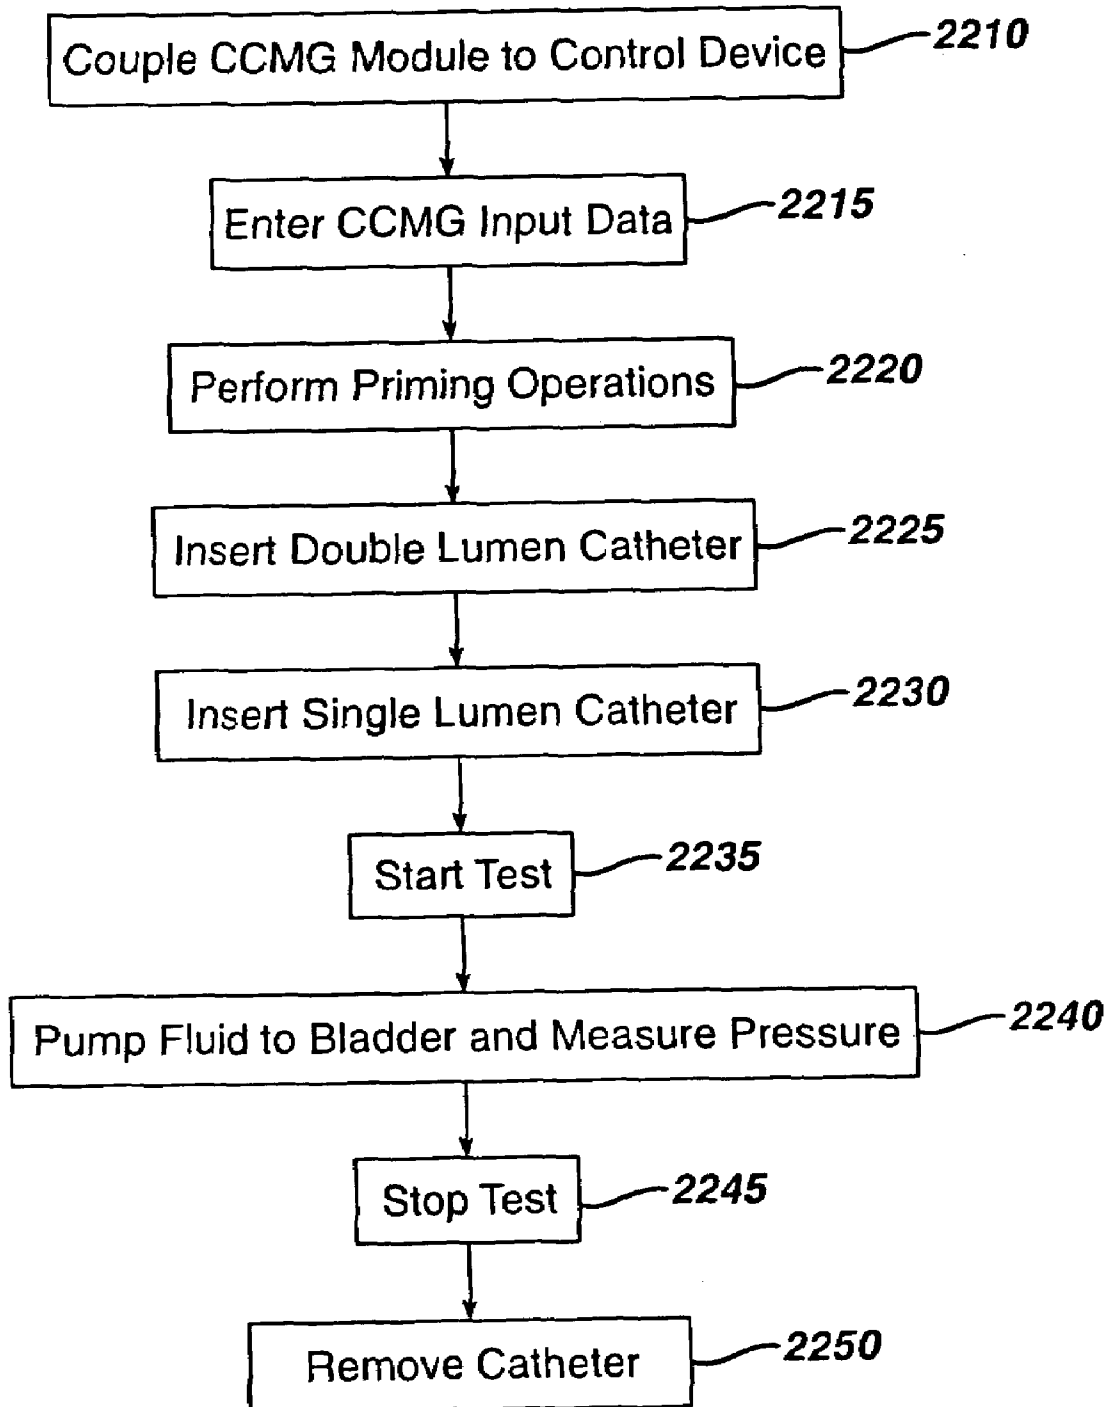 Couple CCMG Module to Control Device 2210
Enter CCMG Input Data 2215
Perform Priming Operations 2220
Insert Double Lumen Catheter 2225
Insert Single Lumen Catheter 2230
Start Test 2235
Pump Fluid to Bladder and Measure Pressure 2240
Stop Test 2245
Remove Catheter 2250